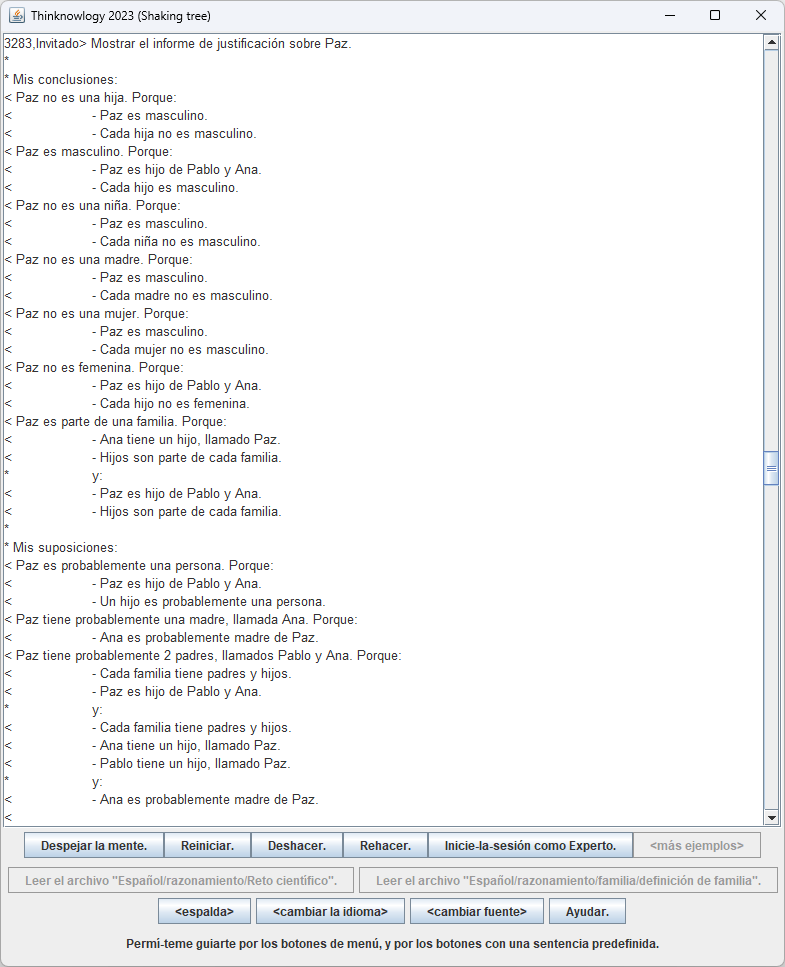 Thinknowlogy 2023 (Shaking tree)
3283,Invitado> Mostrar el informe de justificación sobre Paz.
*
* Mis conclusiones:
< Paz no es una hija. Porque:
< - Paz es masculino.
< - Cada hija no es masculino.
< Paz es masculino. Porque:
< - Paz es hijo de Pablo y Ana.
< - Cada hijo es masculino.
< Paz no es una niña. Porque:
< - Paz es masculino.
< - Cada niña no es masculino.
< Paz no es una madre. Porque:
< - Paz es masculino.
< - Cada madre no es masculino.
< Paz no es una mujer. Porque:
< - Paz es masculino.
< - Cada mujer no es masculino.
< Paz no es femenina. Porque:
< - Paz es hijo de Pablo y Ana.
< - Cada hijo no es femenina.
< Paz es parte de una familia. Porque:
< - Ana tiene un hijo, llamado Paz.
< - Hijos son parte de cada familia.
* y:
< - Paz es hijo de Pablo y Ana.
< - Hijos son parte de cada familia.
*
* Mis suposiciones:
< Paz es probablemente una persona. Porque:
< - Paz es hijo de Pablo y Ana.
< - Un hijo es probablemente una persona.
< Paz tiene probablemente una madre, llamada Ana. Porque:
< - Ana es probablemente madre de Paz.
< Paz tiene probablemente 2 padres, llamados Pablo y Ana. Porque:
< - Cada familia tiene padres y hijos.
< - Paz es hijo de Pablo y Ana.
* y:
< - Cada familia tiene padres y hijos.
< - Ana tiene un hijo, llamado Paz.
< - Pablo tiene un hijo, llamado Paz.
* y:
< - Ana es probablemente madre de Paz.
<
Despejar la mente. Reiniciar. Deshacer. Rehacer. Inicie-la-sesión como Experto. <más ejemplos>
Leer el archivo "Español/razonamiento/Reto científico". Leer el archivo "Español/razonamiento/familia/definición de familia".
<espalda> <cambiar la idioma> <cambiar fuente> Ayudar.
Permí-teme guiarte por los botones de menú, y por los botones con una sentencia predefinida.